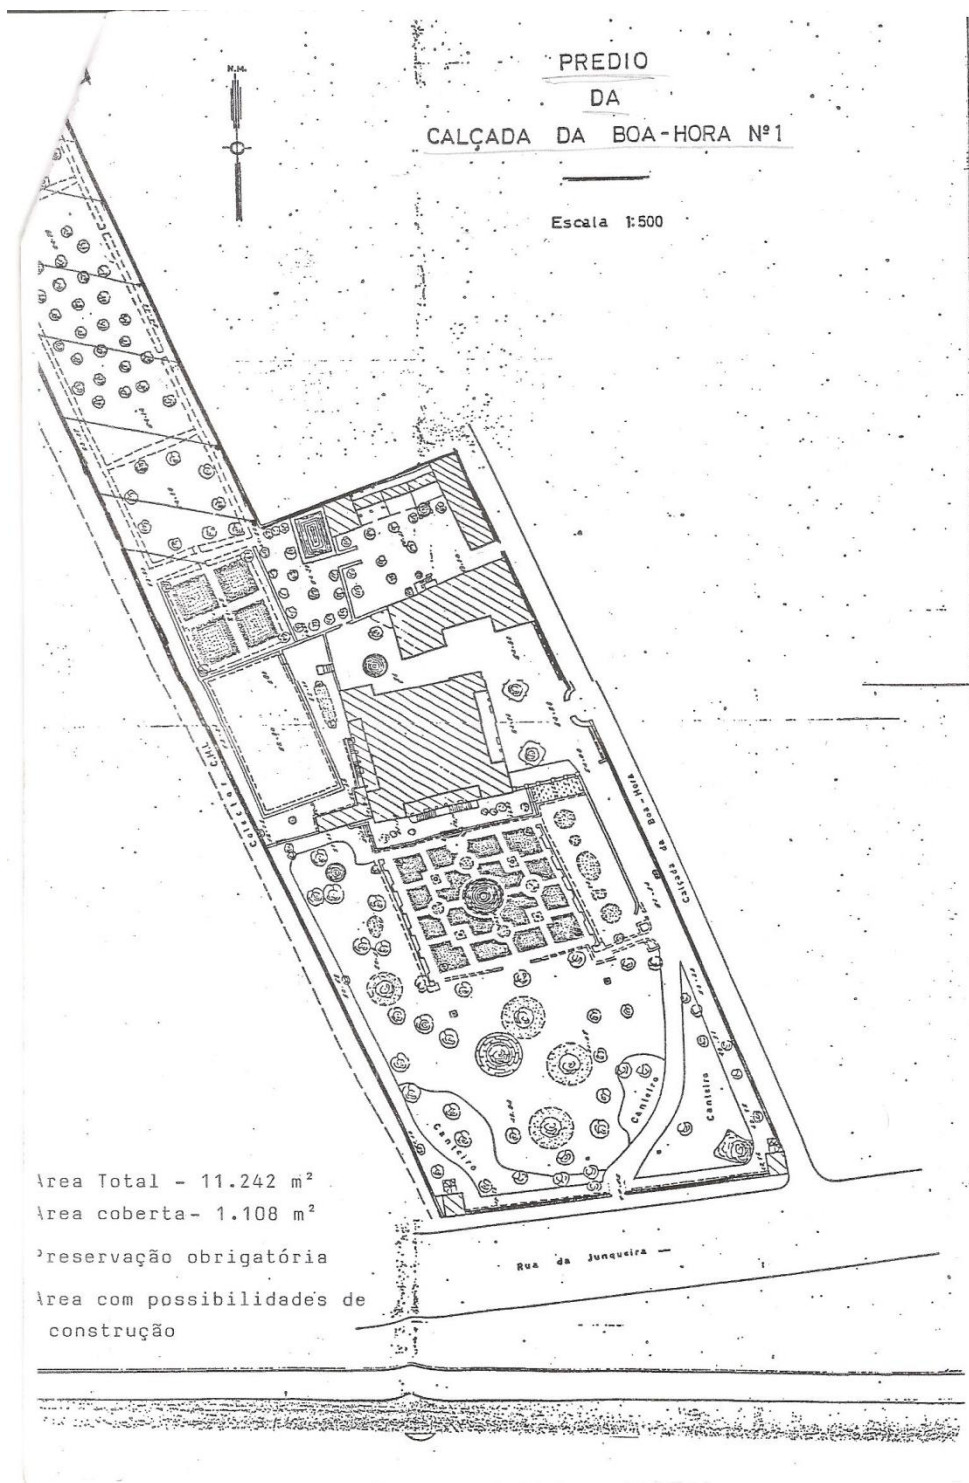 N.M.
PREDIO
DA
CALÇADA DA BOA-HORA Nº1
Escala 1:500
Calçada da Boa-Hora
Canteiro
Canteiro
Canteiro
Rua da Junqueira
Area Total - 11.242 m²
Area coberta- 1.108 m²
Preservação obrigatória
Area com possibilidades de
construção